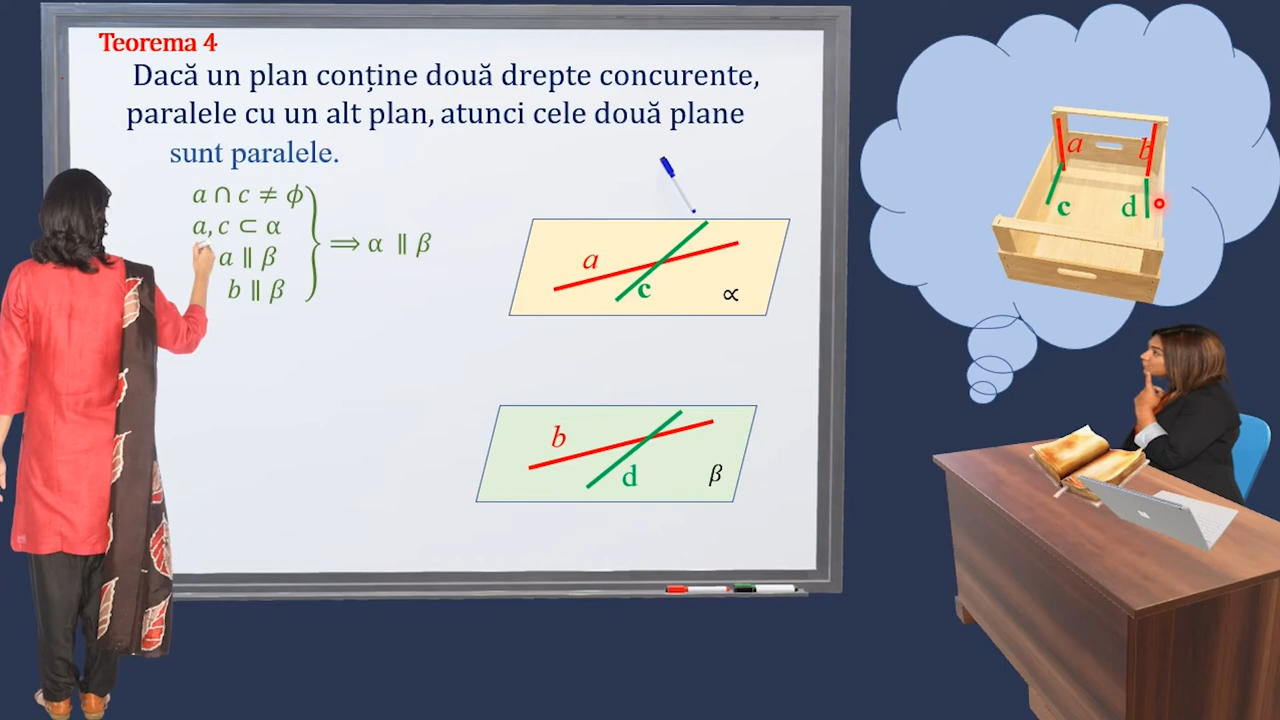 Teorema 4
Dacă un plan conține două drepte concurente,
paralele cu un alt plan, atunci cele două plane
sunt paralele.
a ∩ c ≠ ϕ
a, c ⊂ α
a ∥ β
b ∥ β
⟹ α ∥ β
a
c
∝
b
d
β
a
b
c
d